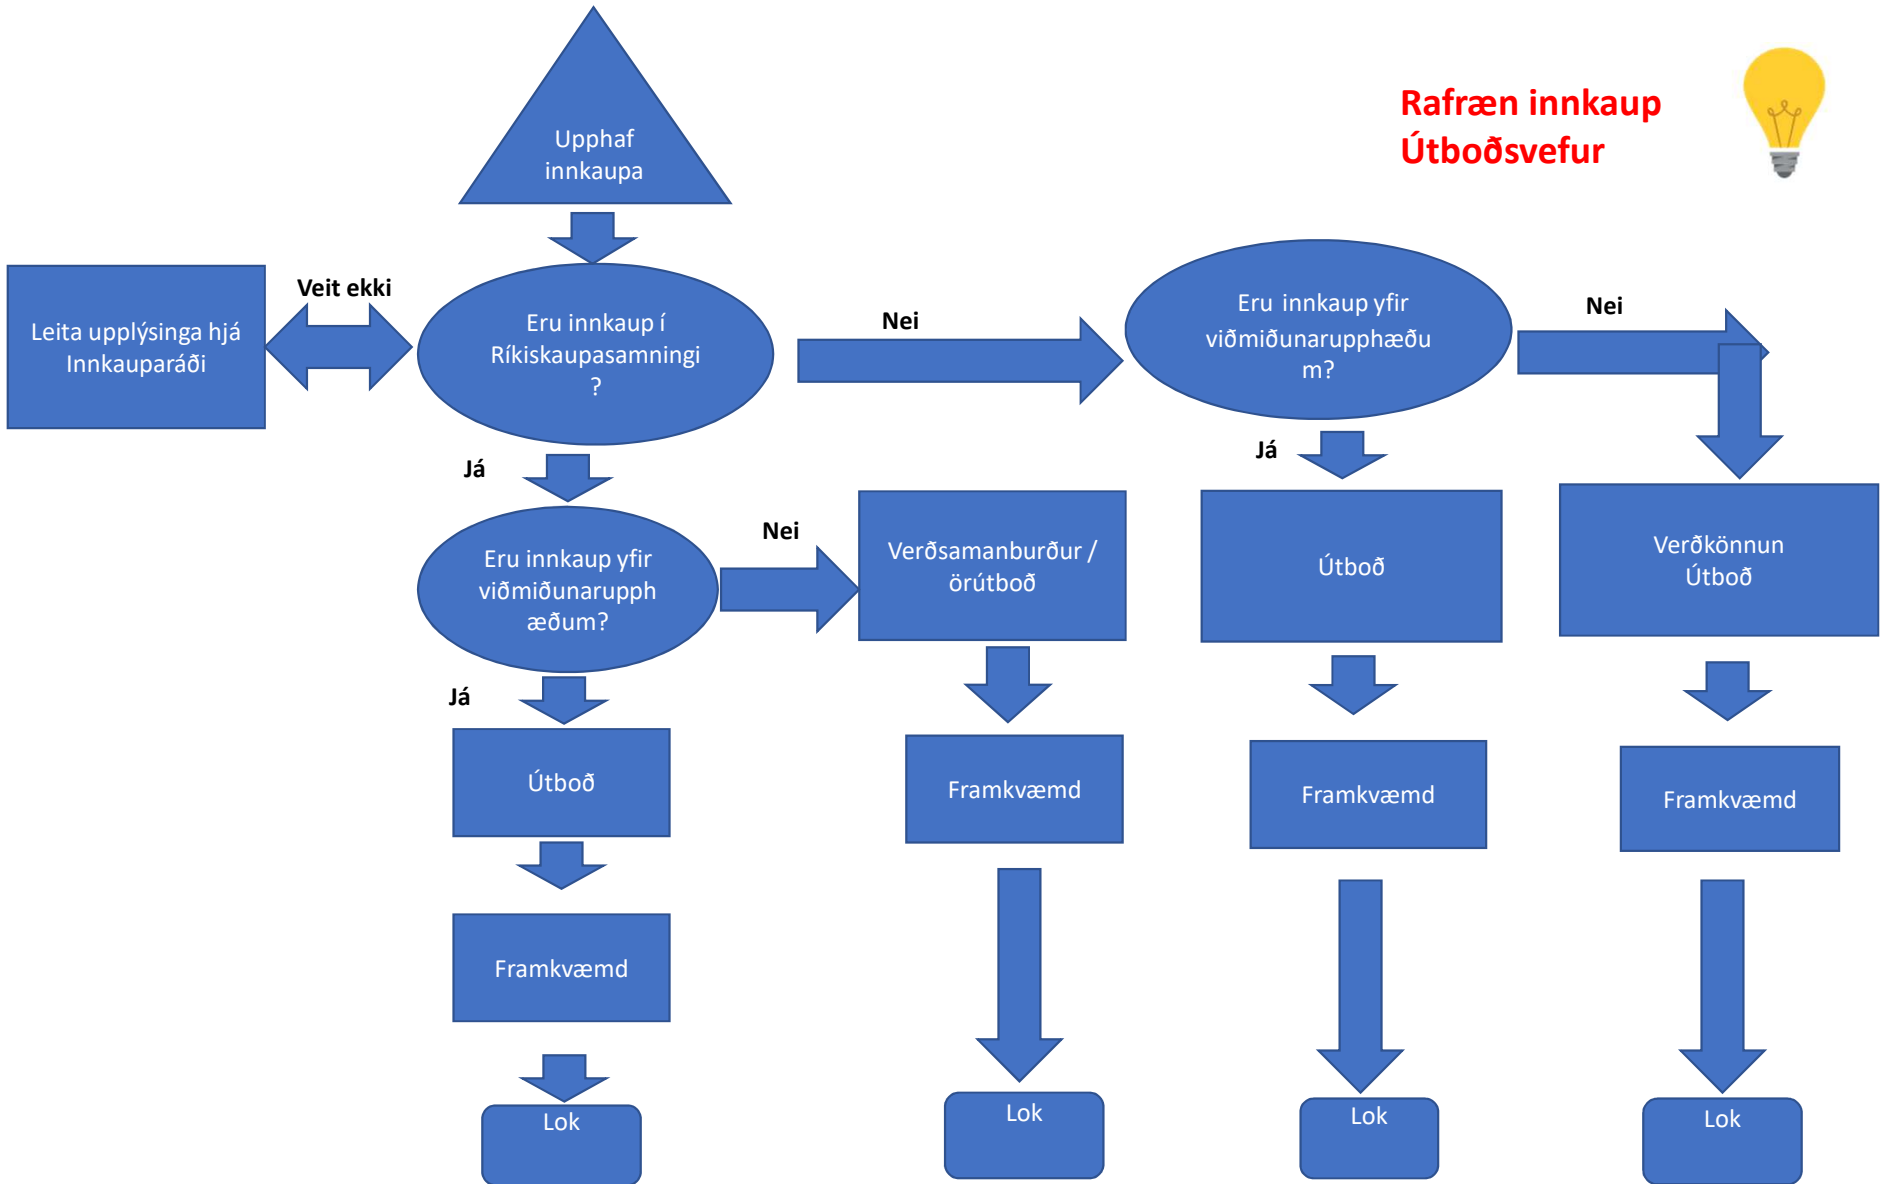 Rafræn innkaup
Útboðsvefur
Upphaf
innkaupa
Veit ekki
Leita upplýsinga hjá
Innkauparáði
Eru innkaup í
Ríkiskaupasamningi
?
Nei
Eru  innkaup yfir
viðmiðunarupphæðu
m?
Nei
Já
Já
Eru innkaup yfir
viðmiðunarupph
æðum?
Nei
Verðsamanburður /
örútboð
Útboð
Verðkönnun
Útboð
Já
Útboð
Framkvæmd
Framkvæmd
Framkvæmd
Framkvæmd
Lok
Lok
Lok
Lok